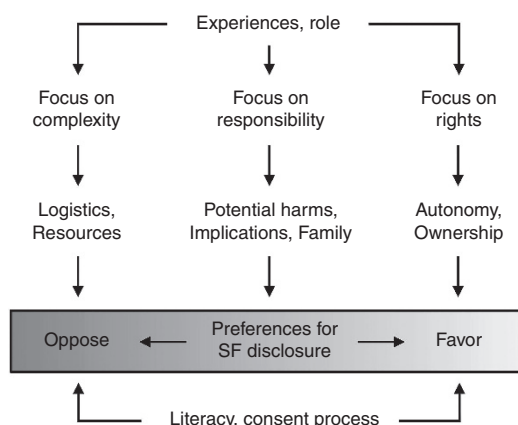 Experiences, role
Focus on
complexity
Focus on
responsibility
Focus on
rights
Logistics,
Resources
Potential harms,
Implications, Family
Autonomy,
Ownership
Oppose
Preferences for
SF disclosure
Favor
Literacy, consent process